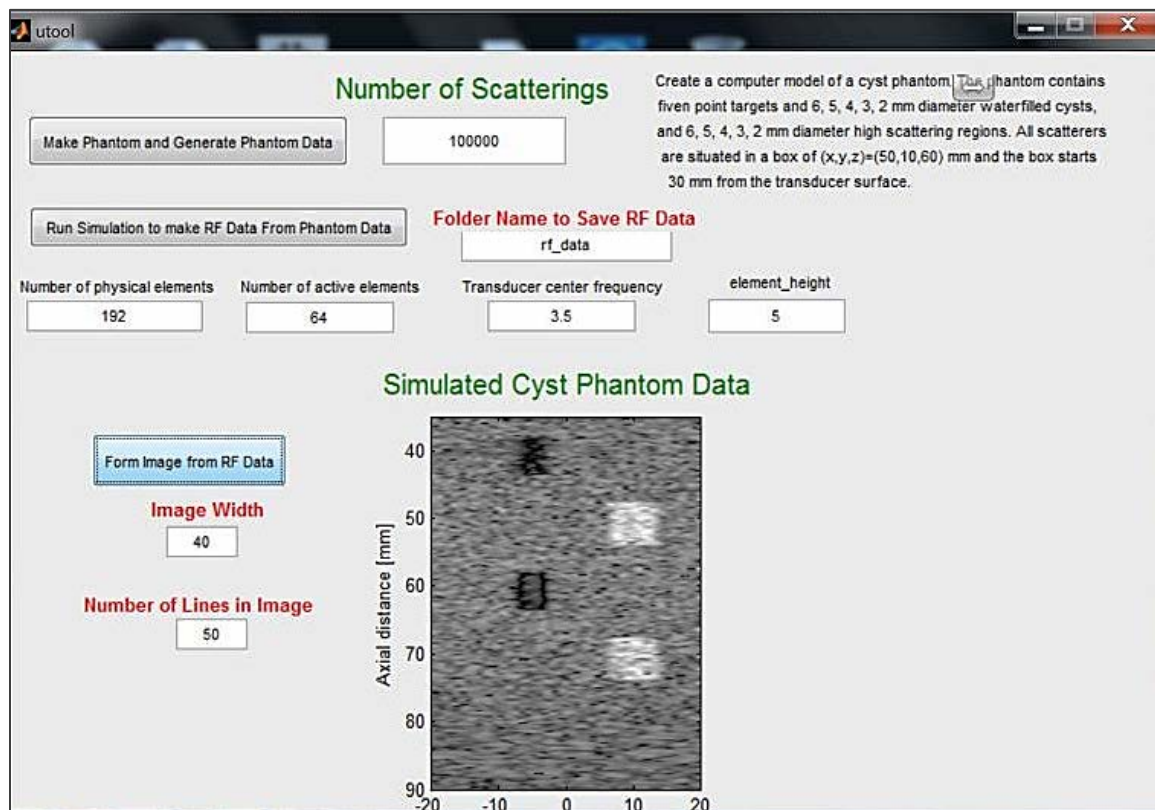 utool
Number of Scatterings
Create a computer model of a cyst phantom. The phantom contains
fiven point targets and 6, 5, 4, 3, 2 mm diameter waterfilled cysts,
and 6, 5, 4, 3, 2 mm diameter high scattering regions. All scatterers
are situated in a box of (x,y,z)=(50,10,60) mm and the box starts
30 mm from the transducer surface.
Make Phantom and Generate Phantom Data
100000
Run Simulation to make RF Data From Phantom Data
Folder Name to Save RF Data
rf_data
Number of physical elements
Number of active elements
Transducer center frequency
element_height
192
64
3.5
5
Simulated Cyst Phantom Data
Form Image from RF Data
Image Width
40
Number of Lines in Image
50
Axial distance [mm]
40
50
60
70
80
90
-20
-10
0
10
20